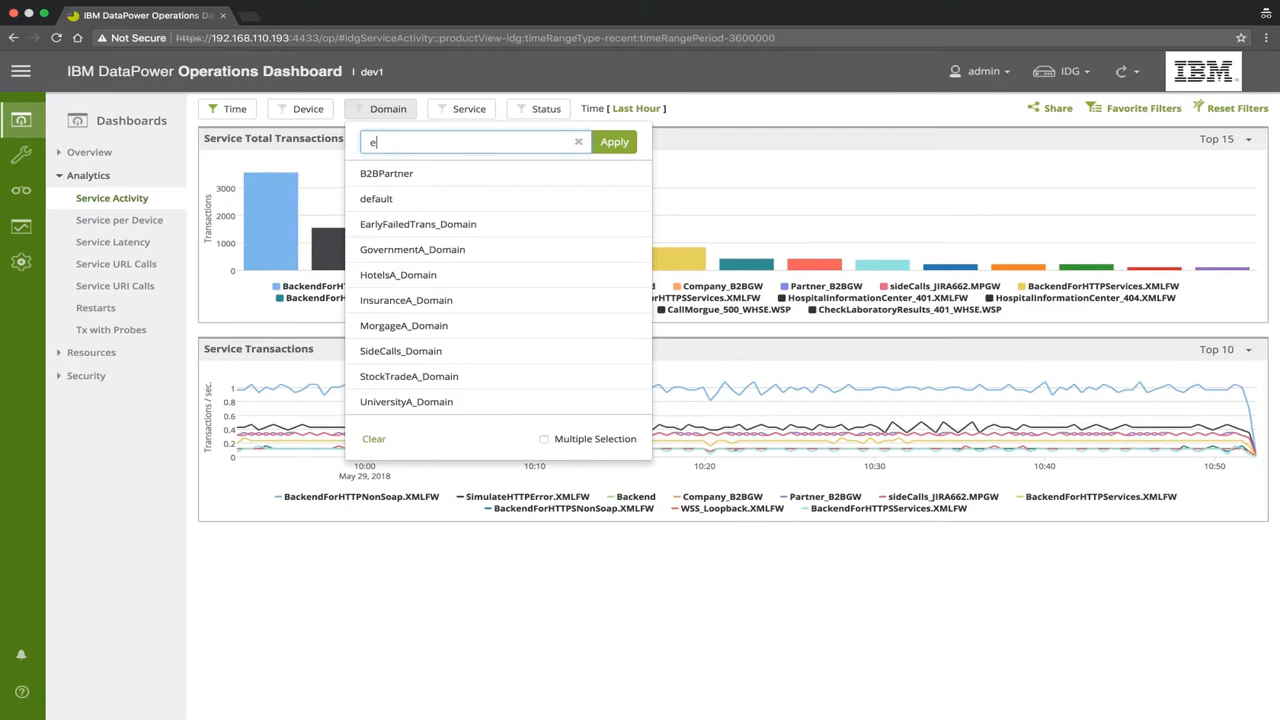 IBM DataPower Operations Da
Not Secure https://192.168.110.193:4433/op/#idgServiceActivity::productView-idg:timeRangeType-recent:timeRangePeriod-3600000
IBM DataPower Operations Dashboard | dev1
admin
IDG
IBM
Dashboards
Overview
Analytics
Service Activity
Service per Device
Service Latency
Service URL Calls
Service URI Calls
Restarts
Tx with Probes
Resources
Security
Time Device Domain Service Status Time [ Last Hour ]
Share Favorite Filters Reset Filters
e Apply
B2BPartner
default
EarlyFailedTrans_Domain
GovernmentA_Domain
HotelsA_Domain
InsuranceA_Domain
MorgageA_Domain
SideCalls_Domain
StockTradeA_Domain
UniversityA_Domain
Clear Multiple Selection
Service Total Transactions Top 15
Transactions
3000
2000
1000
0
BackendForH Company_B2BGW Partner_B2BGW sideCalls_JIRA662.MPGW BackendForHTTPServices.XMLFW
BackendForH rHTTPSServices.XMLFW HospitalInformationCenter_401.XMLFW HospitalInformationCenter_404.XMLFW
CallMorgue_500_WHSE.WSP CheckLaboratoryResults_401_WHSE.WSP
Service Transactions Top 10
Transactions / sec.
1
0.8
0.6
0.4
0.2
0
10:00 10:10 10:20 10:30 10:40 10:50
May 29, 2018
BackendForHTTPNonSoap.XMLFW SimulateHTTPError.XMLFW Backend Company_B2BGW Partner_B2BGW sideCalls_JIRA662.MPGW BackendForHTTPServices.XMLFW
BackendForHTTPSNonSoap.XMLFW WSS_Loopback.XMLFW BackendForHTTPSServices.XMLFW